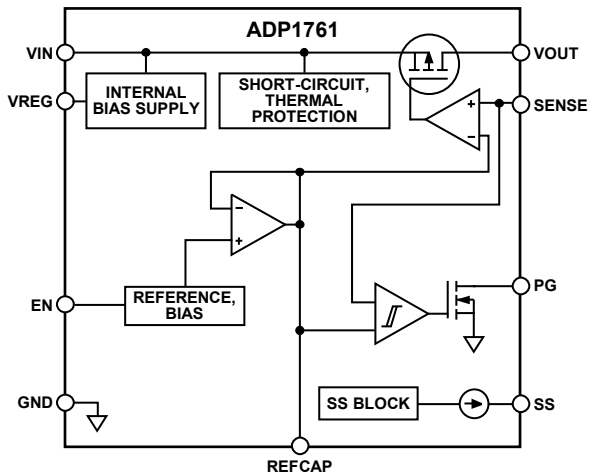 ADP1761
VIN
VOUT
VREG
INTERNAL
BIAS SUPPLY
SHORT-CIRCUIT,
THERMAL
PROTECTION
+
−
SENSE
−
+
EN
REFERENCE,
BIAS
PG
GND
SS BLOCK
SS
REFCAP